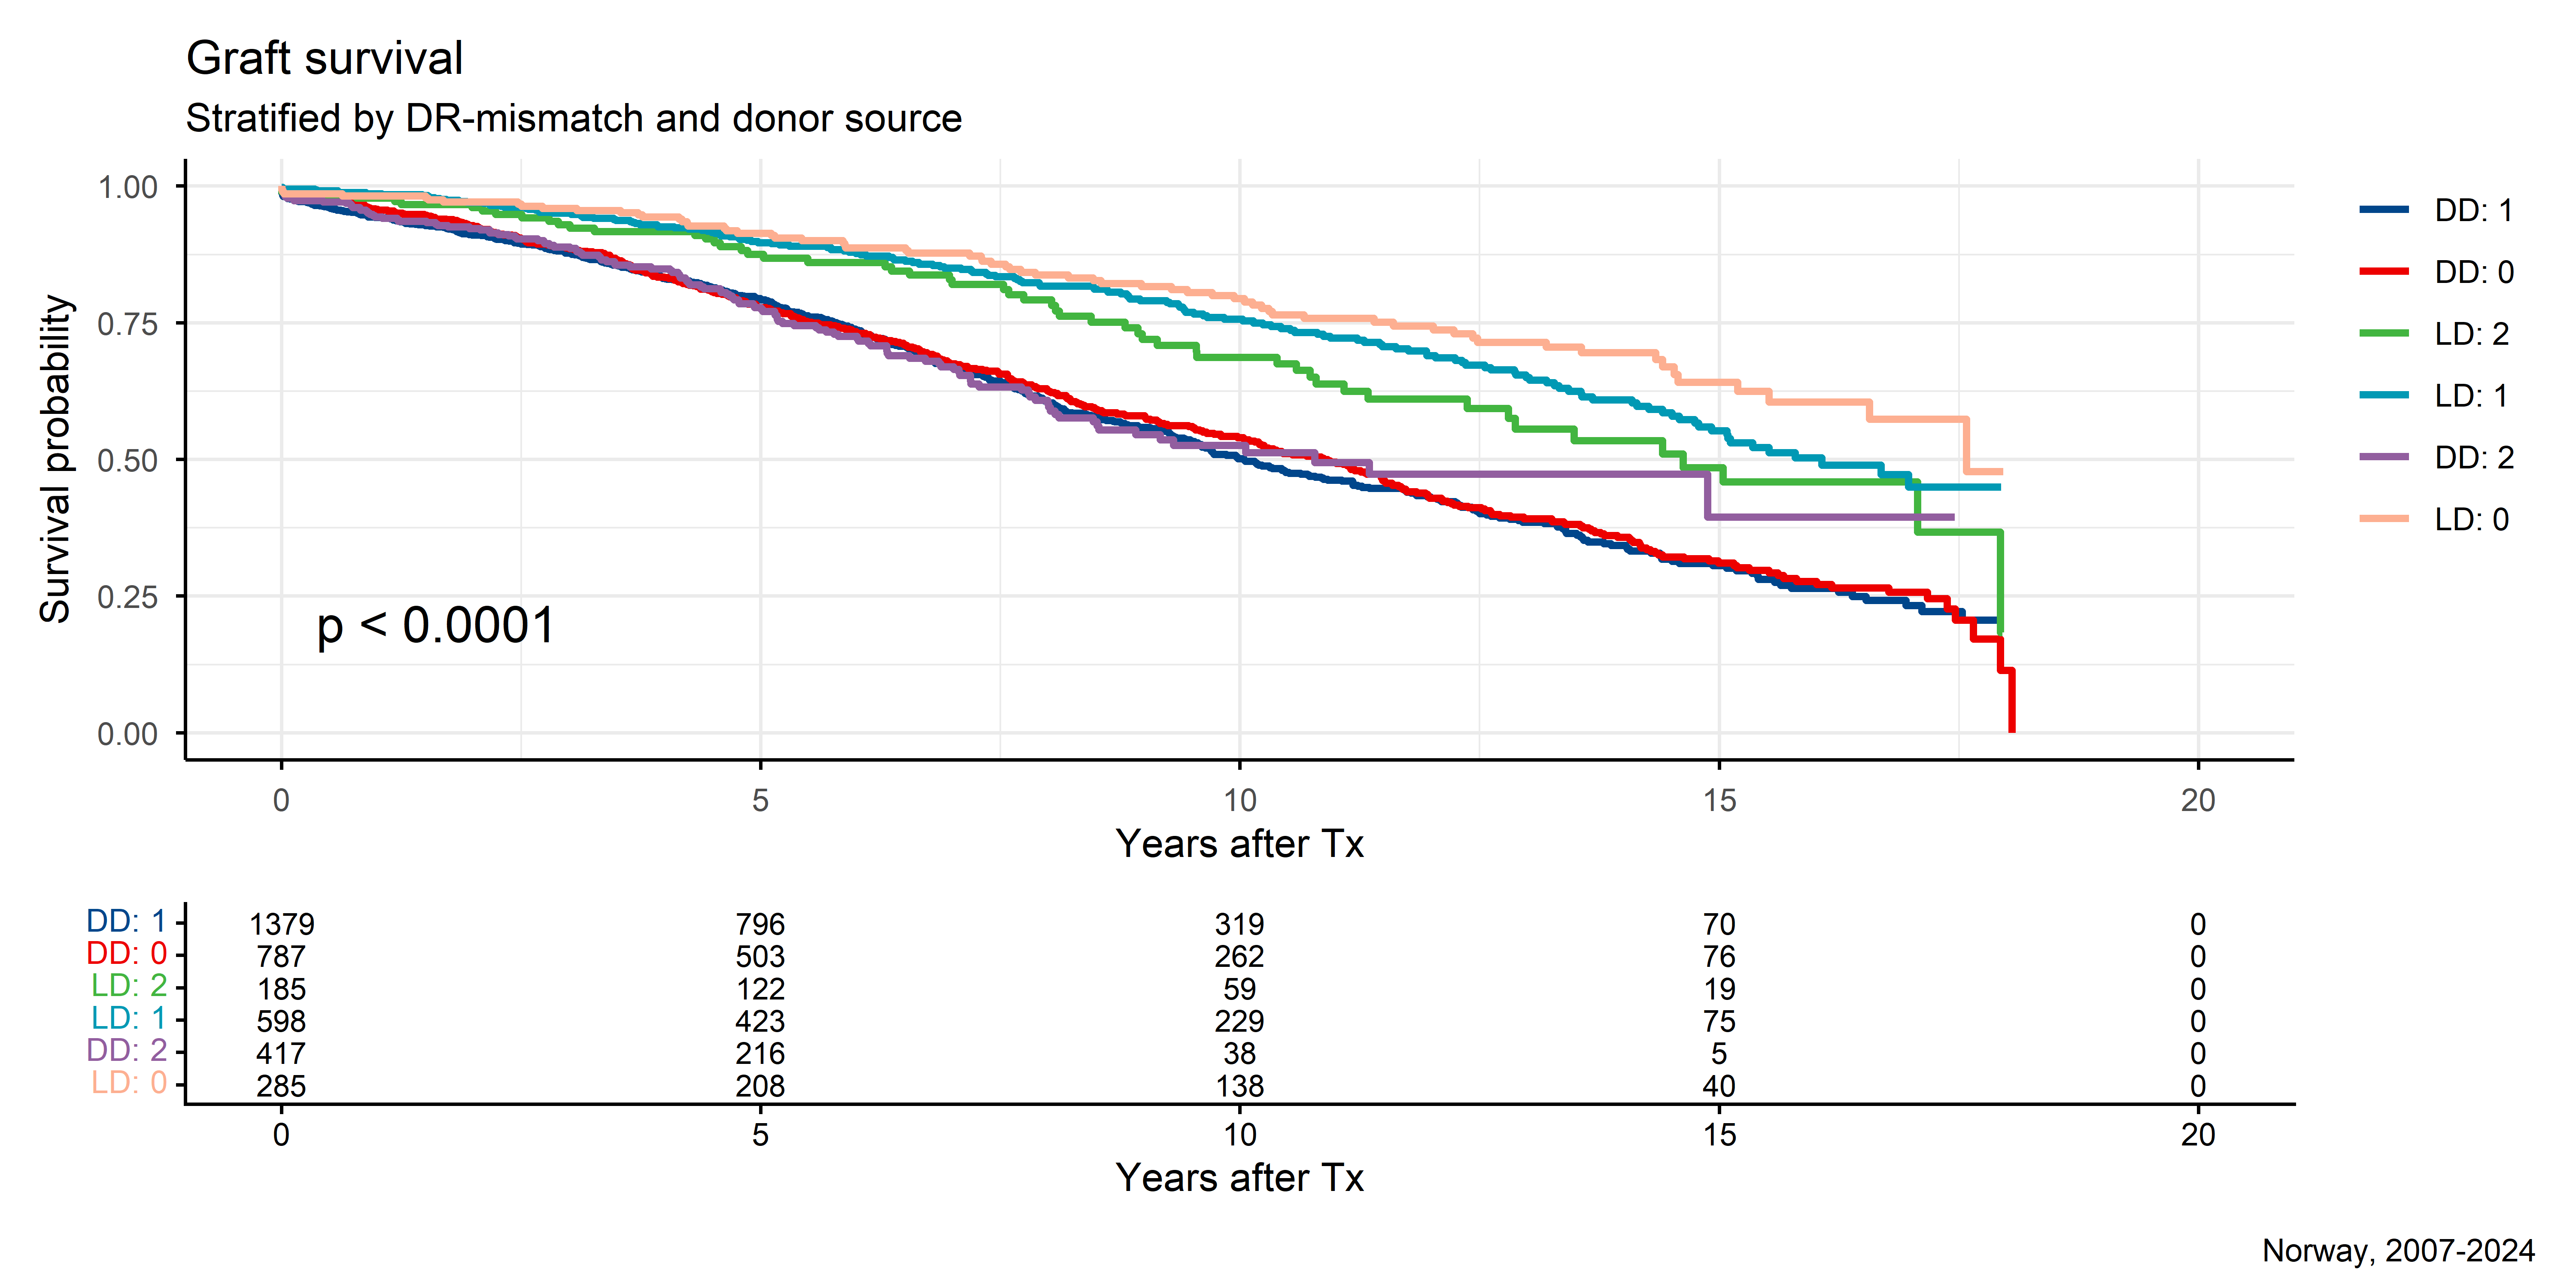 Graft survival
Stratified by DR-mismatch and donor source
Survival probability
1.00
0.75
0.50
0.25
0.00
p < 0.0001
0 5 10 15 20
Years after Tx
DD: 1
DD: 0
LD: 2
LD: 1
DD: 2
LD: 0
DD: 1 1379 796 319 70 0
DD: 0 787 503 262 76 0
LD: 2 185 122 59 19 0
LD: 1 598 423 229 75 0
DD: 2 417 216 38 5 0
LD: 0 285 208 138 40 0
0 5 10 15 20
Years after Tx
Norway, 2007-2024